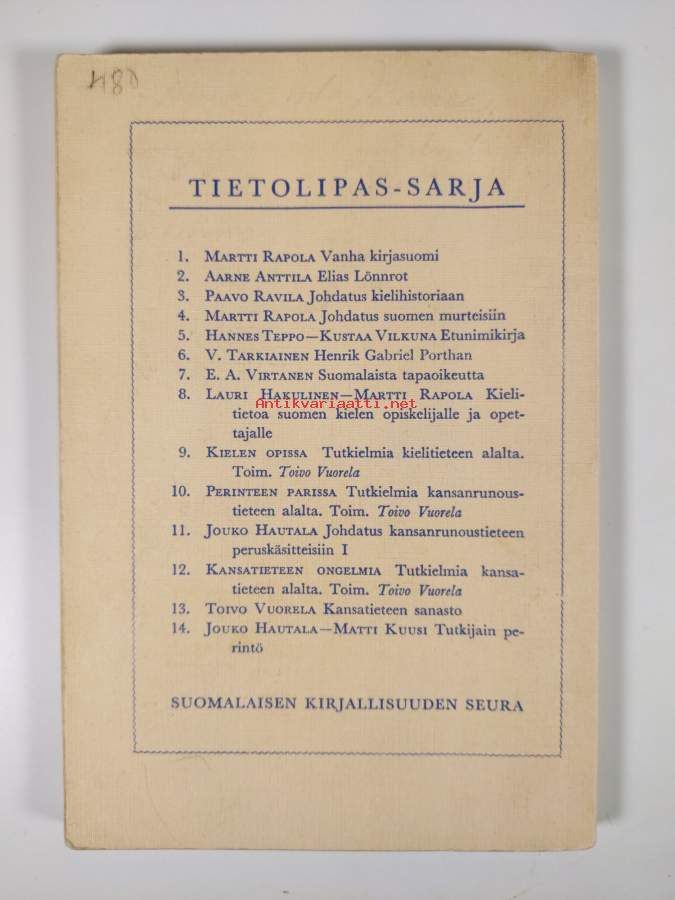 480
TIETOLIPAS-SARJA
1. MARTTI RAPOLA Vanha kirjasuomi
2. AARNE ANTTILA Elias Lönnrot
3. PAAVO RAVILA Johdatus kielihistoriaan
4. MARTTI RAPOLA Johdatus suomen murteisiin
5. HANNES TEPPO—KUSTAA VILKUNA Etunimikirja
6. V. TARKIAINEN Henrik Gabriel Porthan
7. E. A. VIRTANEN Suomalaista tapaoikeutta
8. LAURI HAKULINEN—MARTTI RAPOLA Kieli-
Antikvariaatti.net
tietoa suomen kielen opiskelijalle ja opet-
tajalle
9. KIELEN OPISSA Tutkielmia kielitieteen alalta.
Toim. Toivo Vuorela
10. PERINTEEN PARISSA Tutkielmia kansanrunous-
tieteen alalta. Toim. Toivo Vuorela
11. JOUKO HAUTALA Johdatus kansanrunoustieteen
peruskäsitteisiin I
12. KANSATIETEEN ONGELMIA Tutkielmia kansa-
tieteen alalta. Toim. Toivo Vuorela
13. TOIVO VUORELA Kansatieteen sanasto
14. JOUKO HAUTALA—MATTI KUUSI Tutkijain pe-
rintö
SUOMALAISEN KIRJALLISUUDEN SEURA